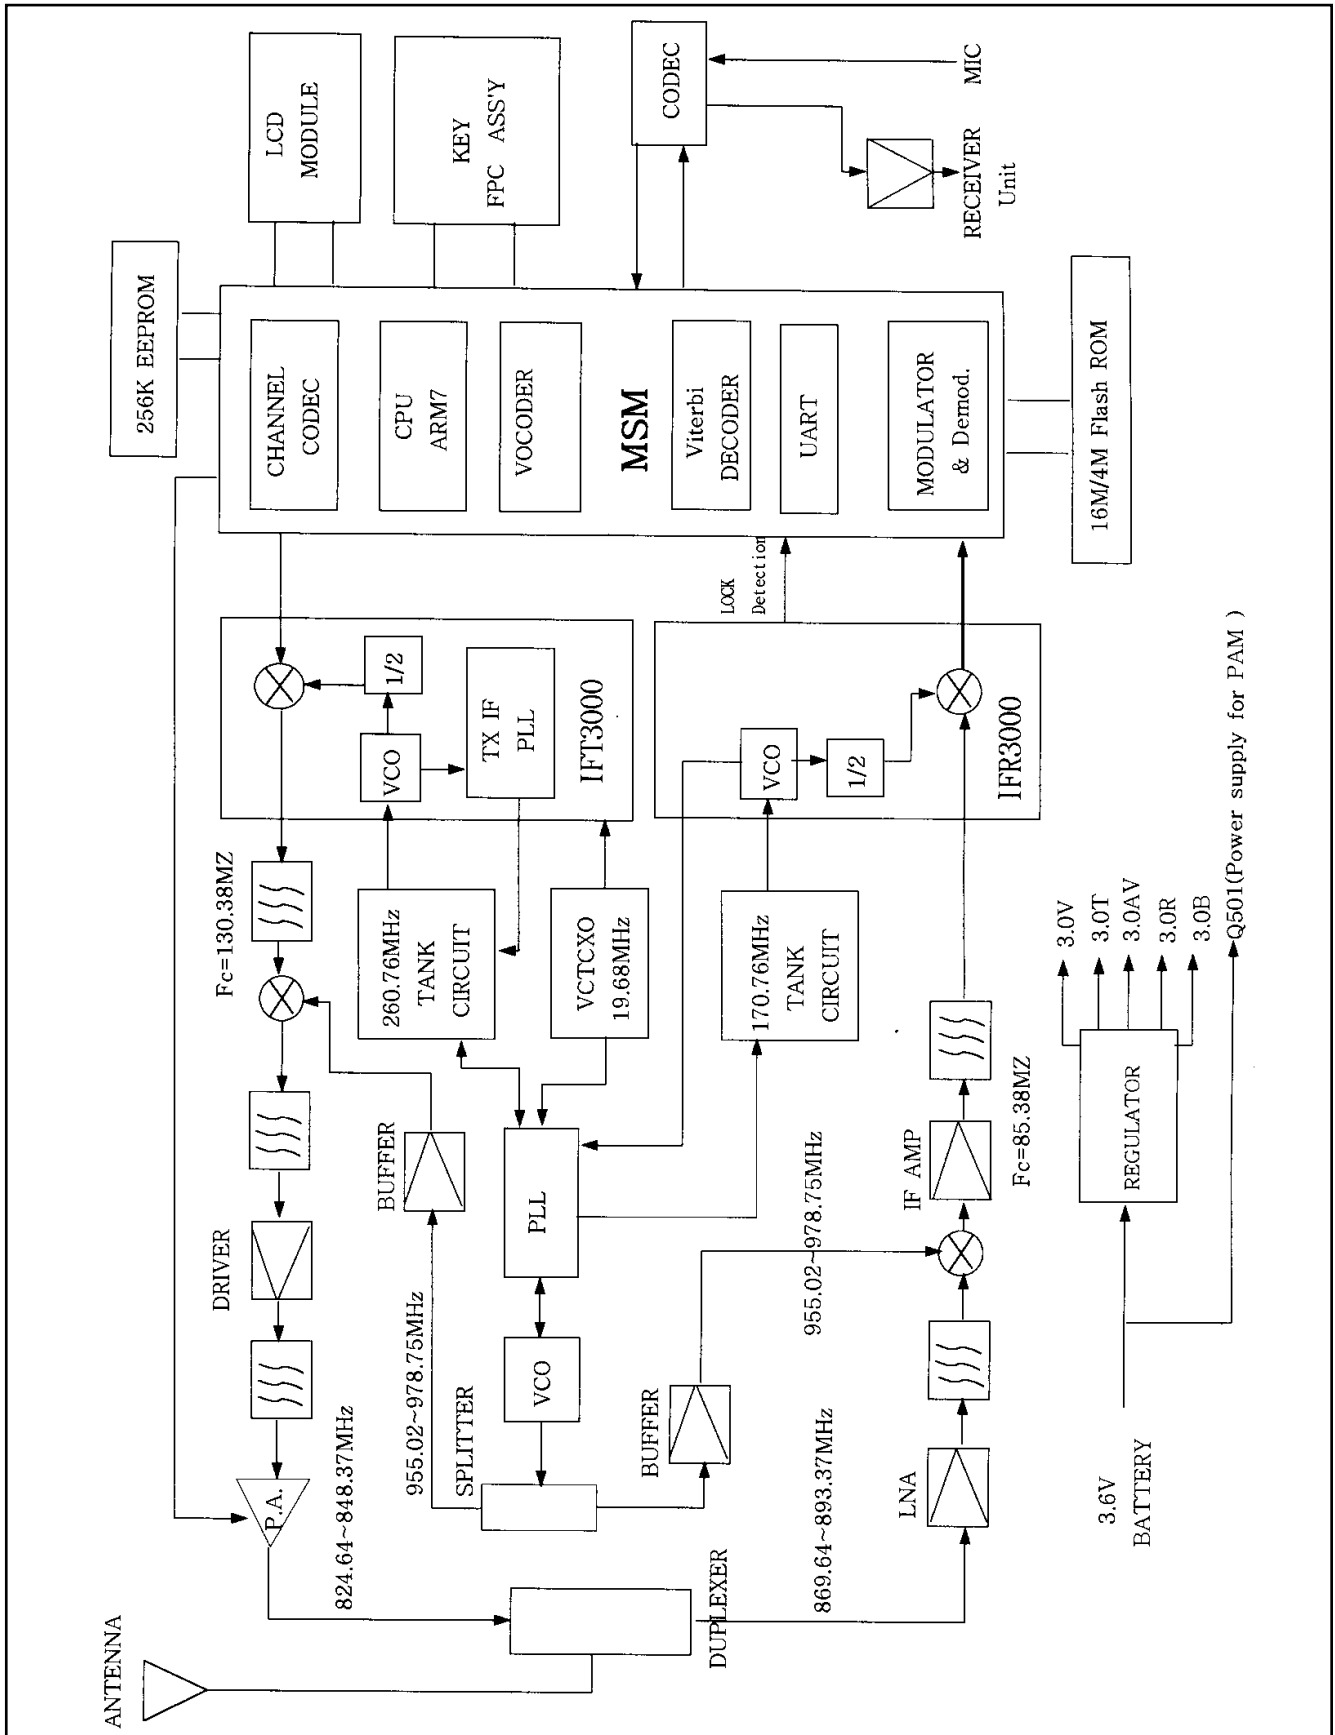 ANTENNA
P.A.
824.64~848.37MHz
DUPLEXER
DRIVER
Fc=130.38MZ
BUFFER
955.02~978.75MHz
SPLITTER
VCO
PLL
260.76MHz
TANK
CIRCUIT
VCTCXO
19.68MHz
VCO
1/2
TX IF
PLL
IFT3000
256K EEPROM
LCD
MODULE
KEY
FPC ASS'Y
CHANNEL
CODEC
CPU
ARM7
VOCODER
MSM
Viterbi
DECODER
UART
MODULATOR
& Demod.
16M/4M Flash ROM
CODEC
MIC
RECEIVER
Unit
LOCK
Detection
VCO
1/2
IFR3000
170.76MHz
TANK
CIRCUIT
BUFFER
955.02~978.75MHz
869.64~893.37MHz
LNA
IF AMP
Fc=85.38MZ
3.6V
BATTERY
REGULATOR
3.0V
3.0T
3.0AV
3.0R
3.0B
Q501(Power supply for PAM )